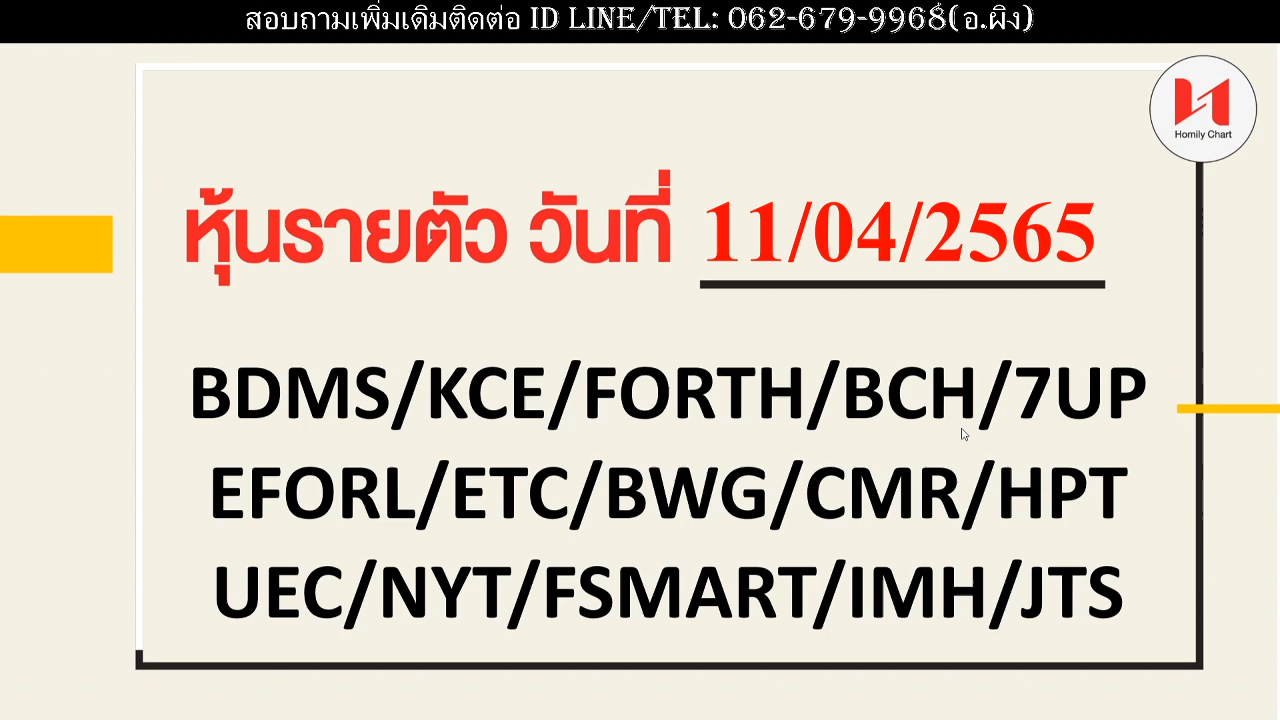 สอบถามเพิ่มเดิมติดต่อ ID LINE/TEL: 062-679-9968(อ.ผิง)
Homily Chart
หุ้นรายตัว วันที่ 11/04/2565
BDMS/KCE/FORTH/BCH/7UP
EFORL/ETC/BWG/CMR/HPT
UEC/NYT/FSMART/IMH/JTS